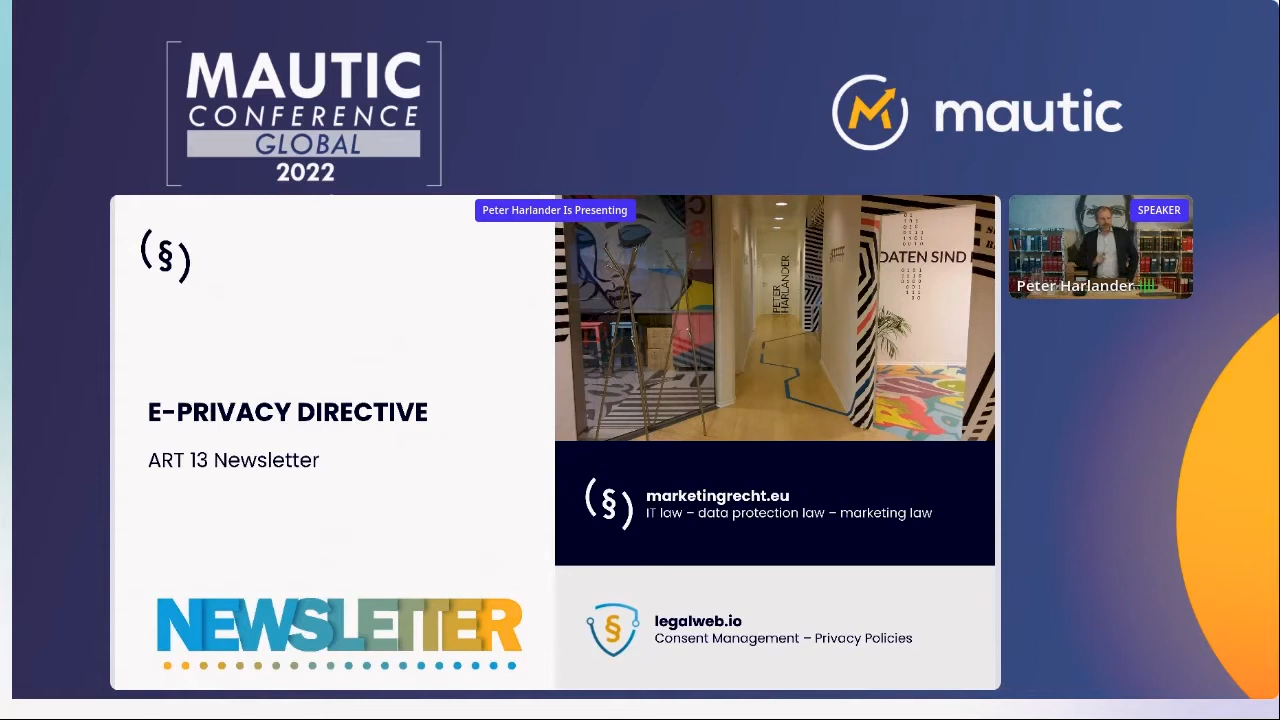 MAUTIC
CONFERENCE
GLOBAL
2022
mautic
Peter Harlander Is Presenting
SPEAKER
Peter Harlander
(§)
E-PRIVACY DIRECTIVE
ART 13 Newsletter
NEWSLETTER
PETER
HARLANDER
DATEN SIND
(§)
marketingrecht.eu
IT law – data protection law – marketing law
§
legalweb.io
Consent Management – Privacy Policies